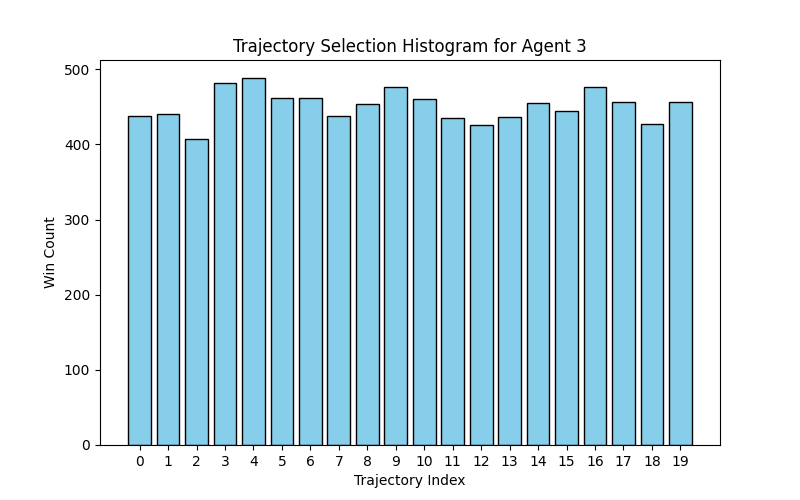 Trajectory Selection Histogram for Agent 3
500
400
300
200
100
0
Win Count
0 1 2 3 4 5 6 7 8 9 10 11 12 13 14 15 16 17 18 19
Trajectory Index